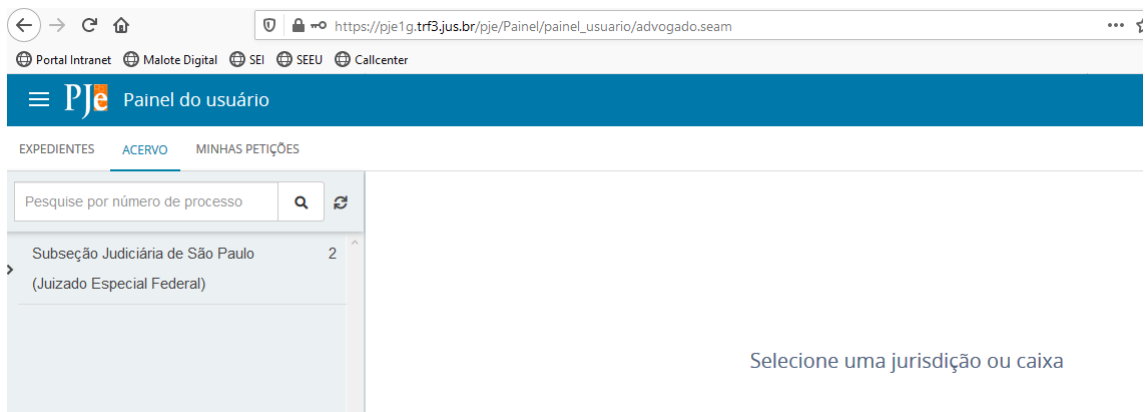 https://pje1g.trf3.jus.br/pje/Painel/painel_usuario/advogado.seam
Portal Intranet Malote Digital SEI SEEU Callcenter
PJe Painel do usuário
EXPEDIENTES ACERVO MINHAS PETIÇÕES
Pesquise por número de processo
Subseção Judiciária de São Paulo 2
(Juizado Especial Federal)
Selecione uma jurisdição ou caixa